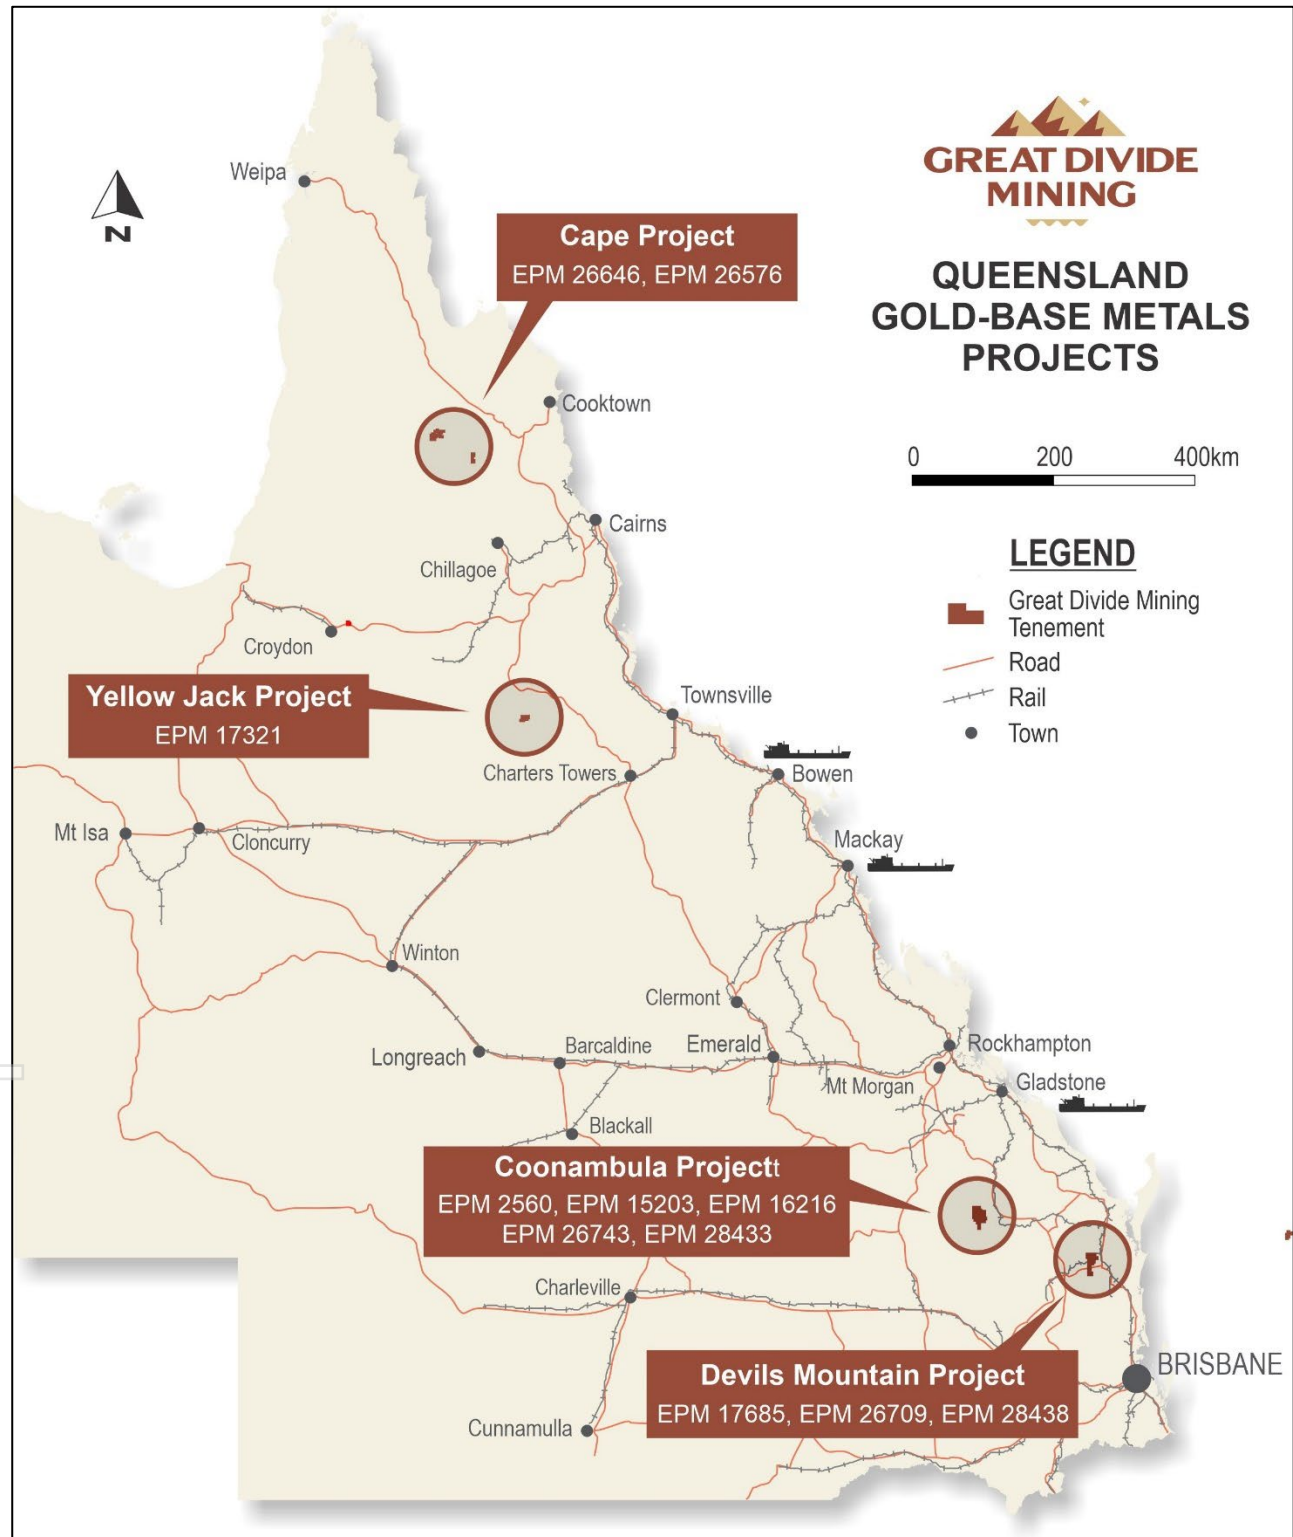 GREAT DIVIDE
MINING
QUEENSLAND
GOLD-BASE METALS
PROJECTS
0 200 400km
LEGEND
Great Divide Mining
Tenement
Road
Rail
Town
N
Weipa
Cape Project
EPM 26646, EPM 26576
Cooktown
Cairns
Chillagoe
Croydon
Yellow Jack Project
EPM 17321
Townsville
Charters Towers
Bowen
Mt Isa
Cloncurry
Mackay
Winton
Clermont
Longreach
Barcaldine
Emerald
Rockhampton
Mt Morgan
Gladstone
Blackall
Coonambula Projectt
EPM 2560, EPM 15203, EPM 16216
EPM 26743, EPM 28433
Charleville
Devils Mountain Project
EPM 17685, EPM 26709, EPM 28438
BRISBANE
Cunnamulla